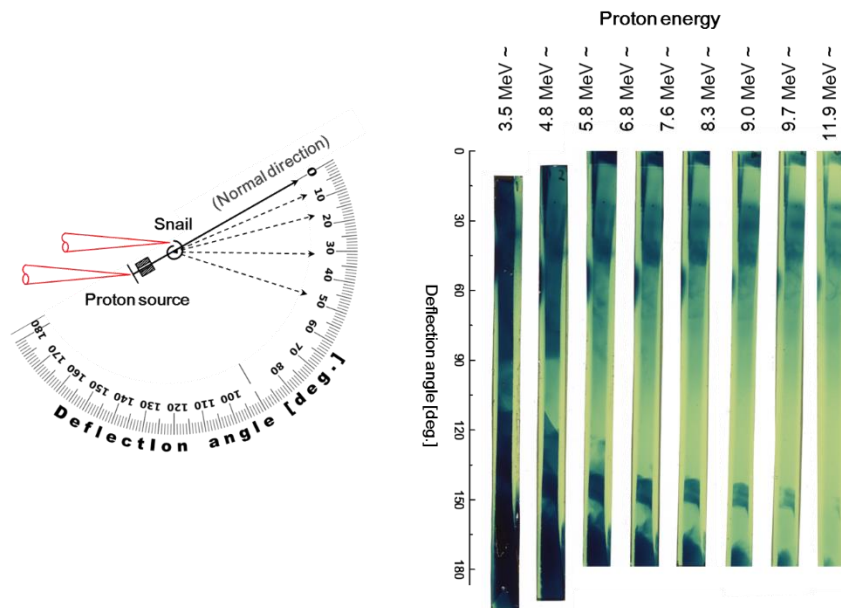 Proton energy
3.5 MeV ~
4.8 MeV ~
5.8 MeV ~
6.8 MeV ~
7.6 MeV ~
8.3 MeV ~
9.0 MeV ~
9.7 MeV ~
11.9 MeV ~
(Normal direction)
Snail
Proton source
0
10
20
30
40
50
60
70
80
100
110
120
130
140
150
160
170
180
Deflection angle [deg.]
0
30
60
90
120
150
180
Deflection angle [deg.]